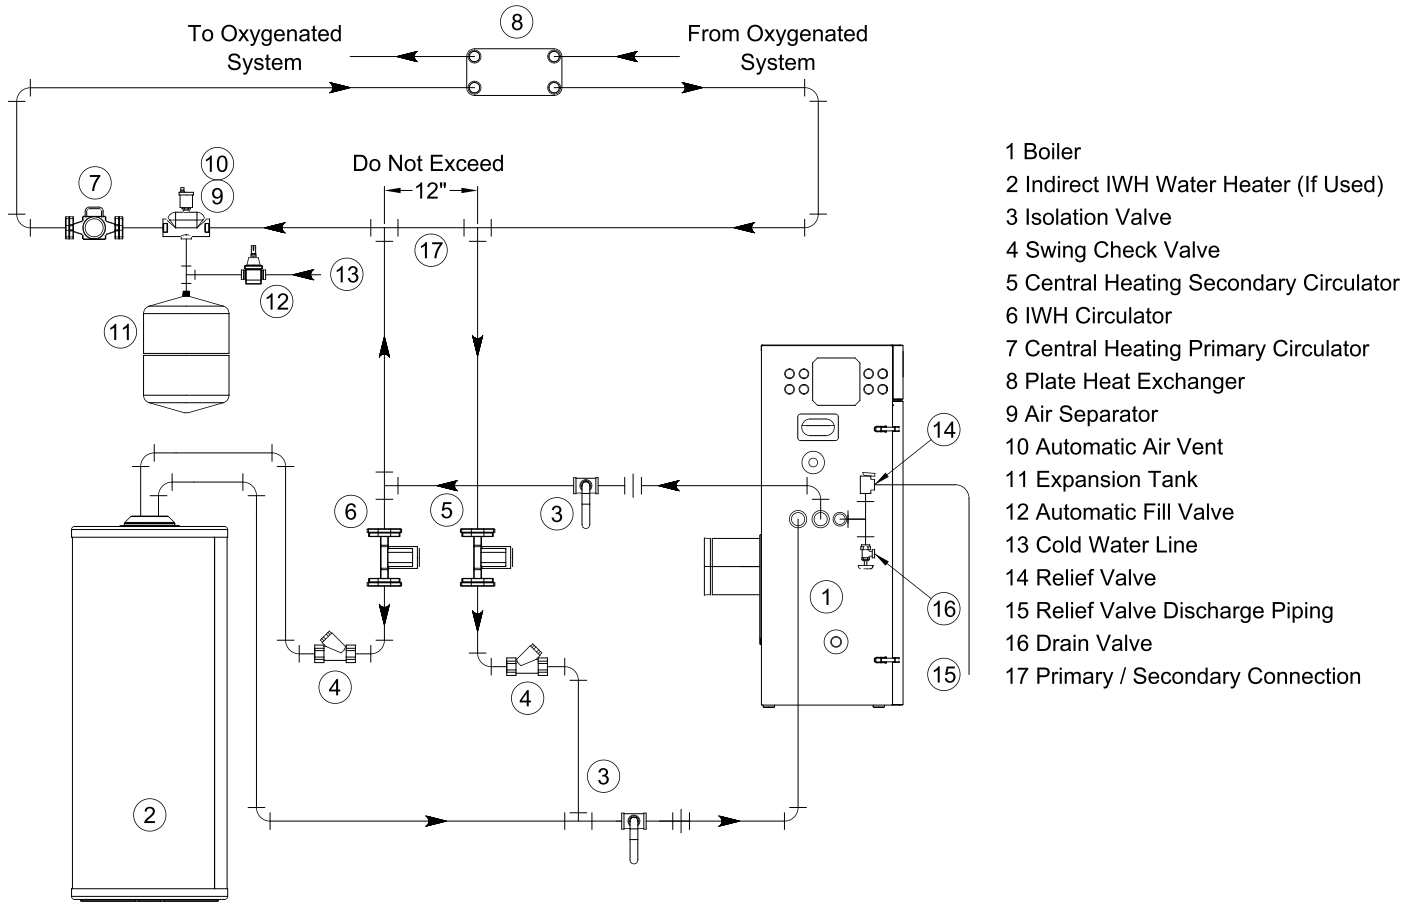 8
To Oxygenated
System
From Oxygenated
System
Do Not Exceed
12"
10
9
7
17
13
12
11
14
6
5
3
1
16
4
4
15
3
2
1 Boiler
2 Indirect IWH Water Heater (If Used)
3 Isolation Valve
4 Swing Check Valve
5 Central Heating Secondary Circulator
6 IWH Circulator
7 Central Heating Primary Circulator
8 Plate Heat Exchanger
9 Air Separator
10 Automatic Air Vent
11 Expansion Tank
12 Automatic Fill Valve
13 Cold Water Line
14 Relief Valve
15 Relief Valve Discharge Piping
16 Drain Valve
17 Primary / Secondary Connection